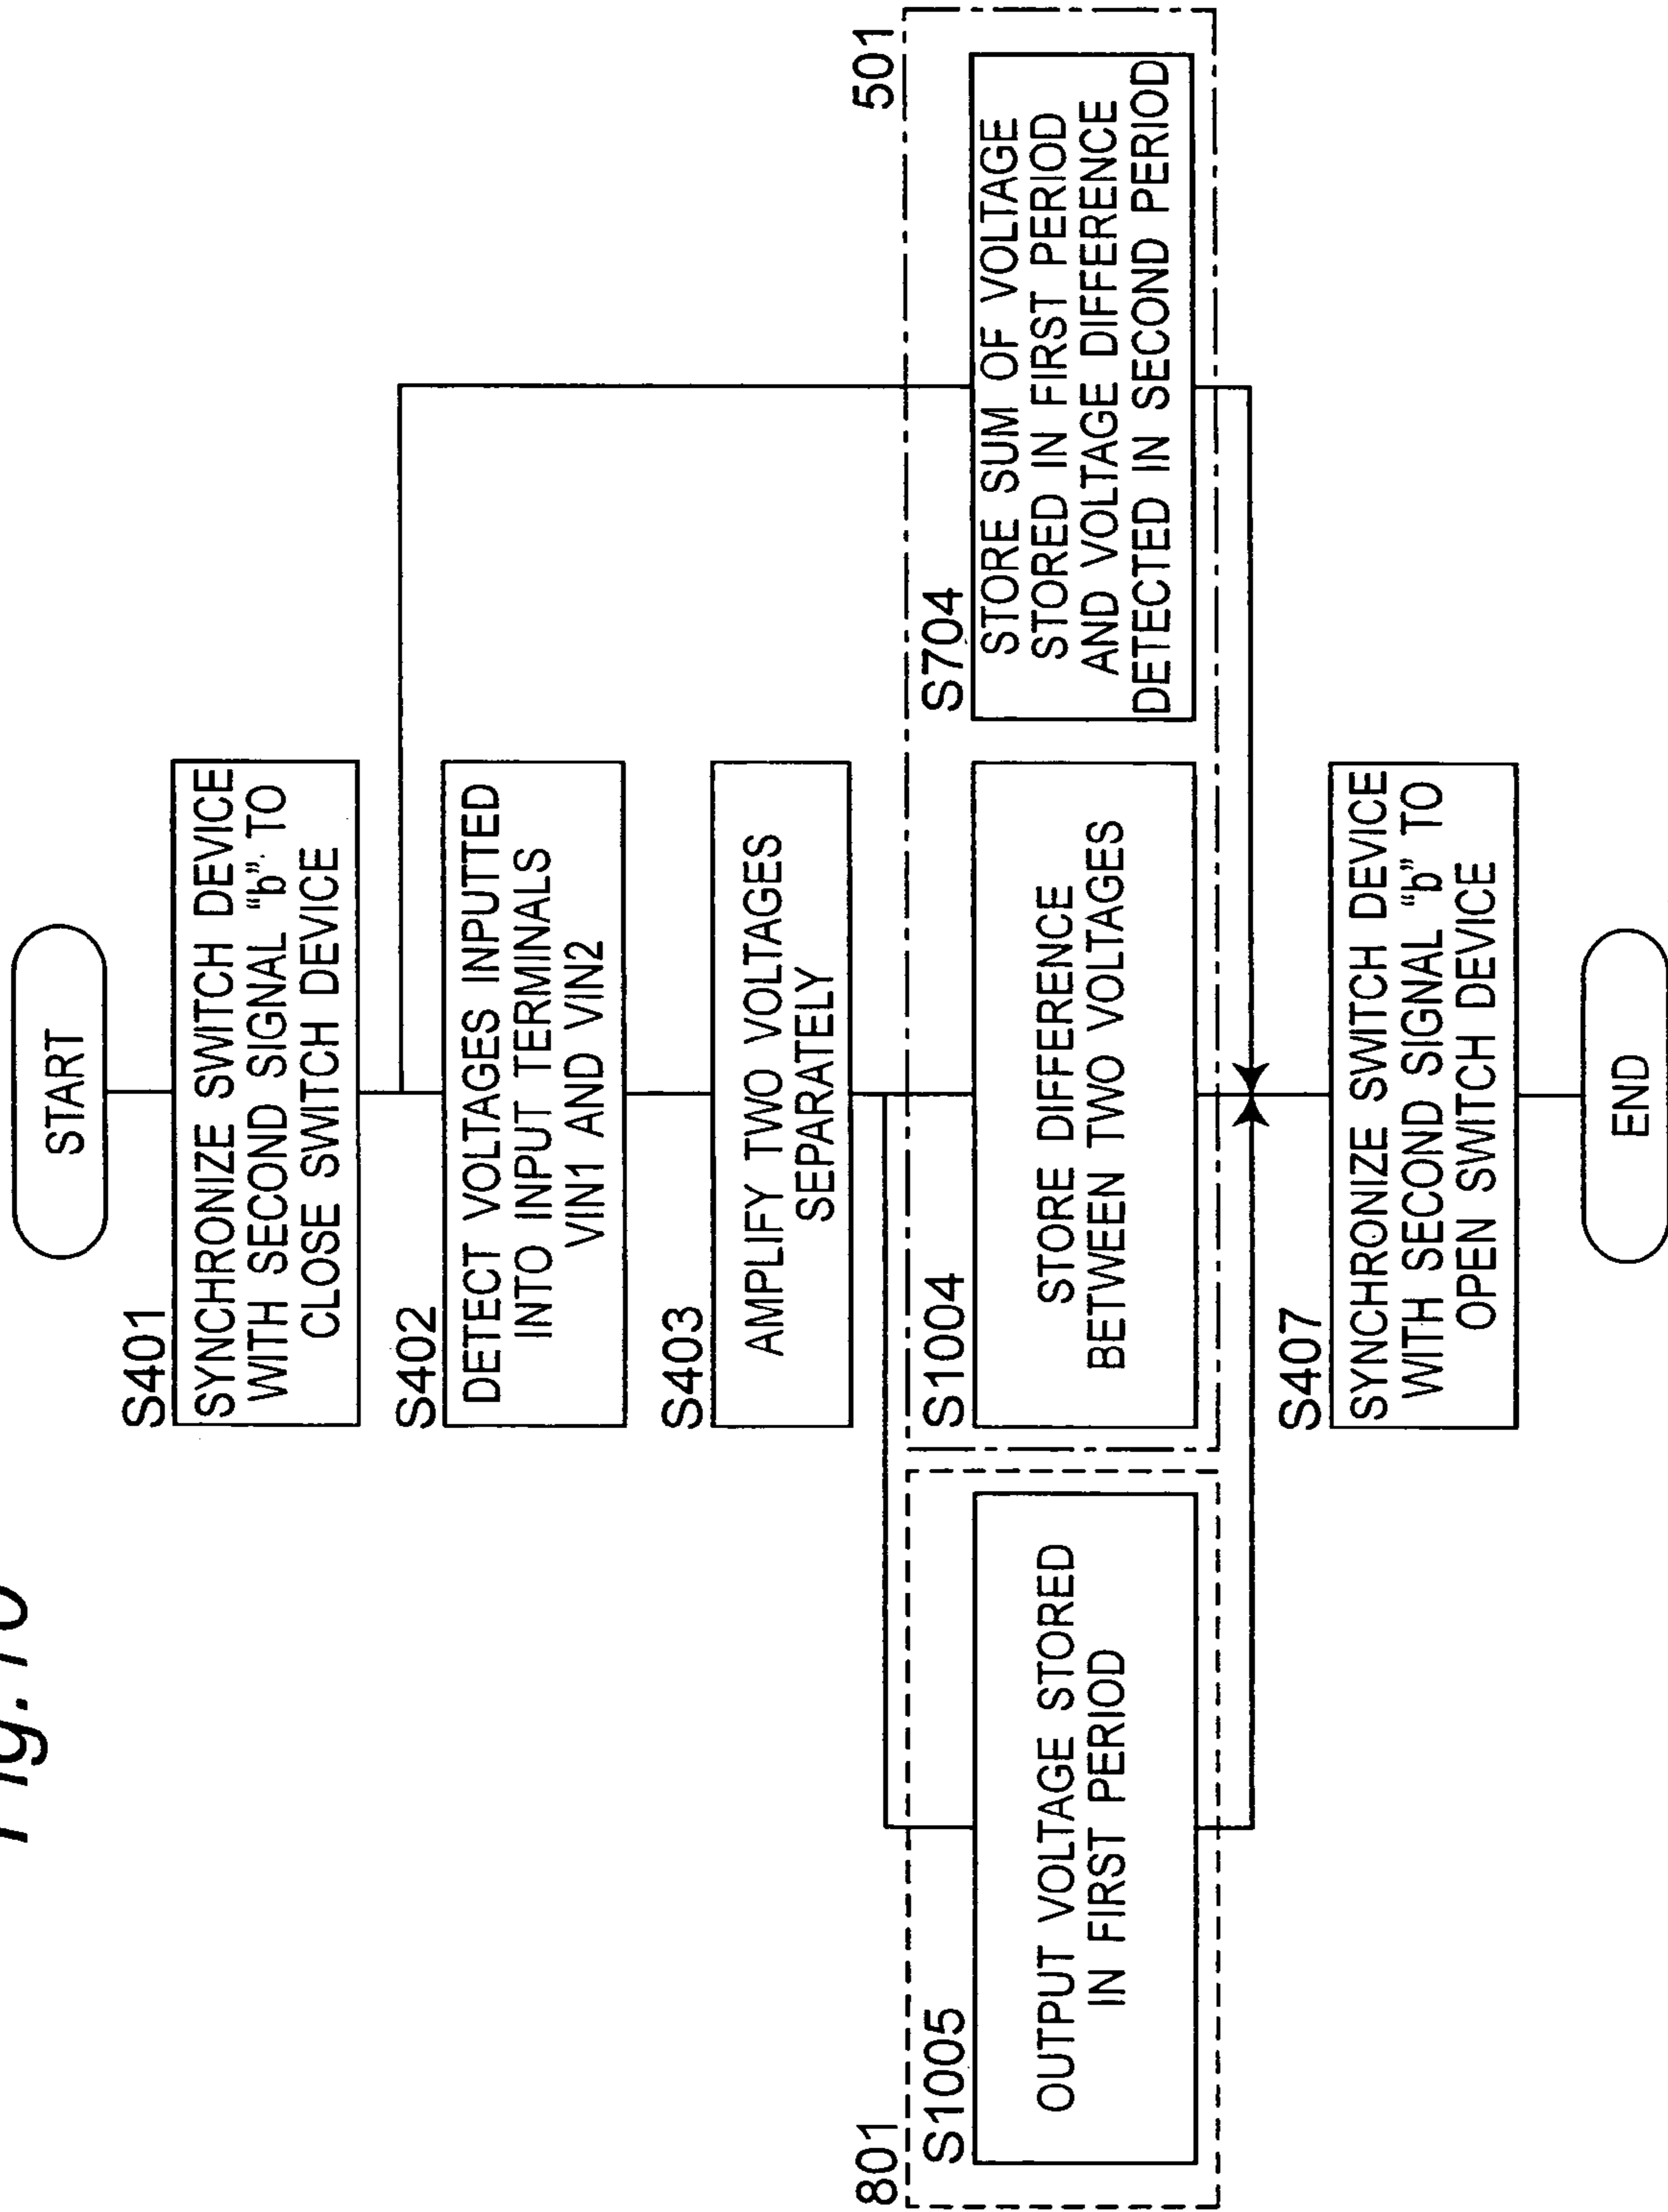 Fig.10
START
S401
SYNCHRONIZE SWITCH DEVICE
WITH SECOND SIGNAL "b" TO
CLOSE SWITCH DEVICE
S402
DETECT VOLTAGES INPUTTED
INTO INPUT TERMINALS
VIN1 AND VIN2
S403
AMPLIFY TWO VOLTAGES
SEPARATELY
801
S1005
OUTPUT VOLTAGE STORED
IN FIRST PERIOD
S1004
STORE DIFFERENCE
BETWEEN TWO VOLTAGES
501
S704
STORE SUM OF VOLTAGE
STORED IN FIRST PERIOD
AND VOLTAGE DIFFERENCE
DETECTED IN SECOND PERIOD
S407
SYNCHRONIZE SWITCH DEVICE
WITH SECOND SIGNAL "b" TO
OPEN SWITCH DEVICE
END